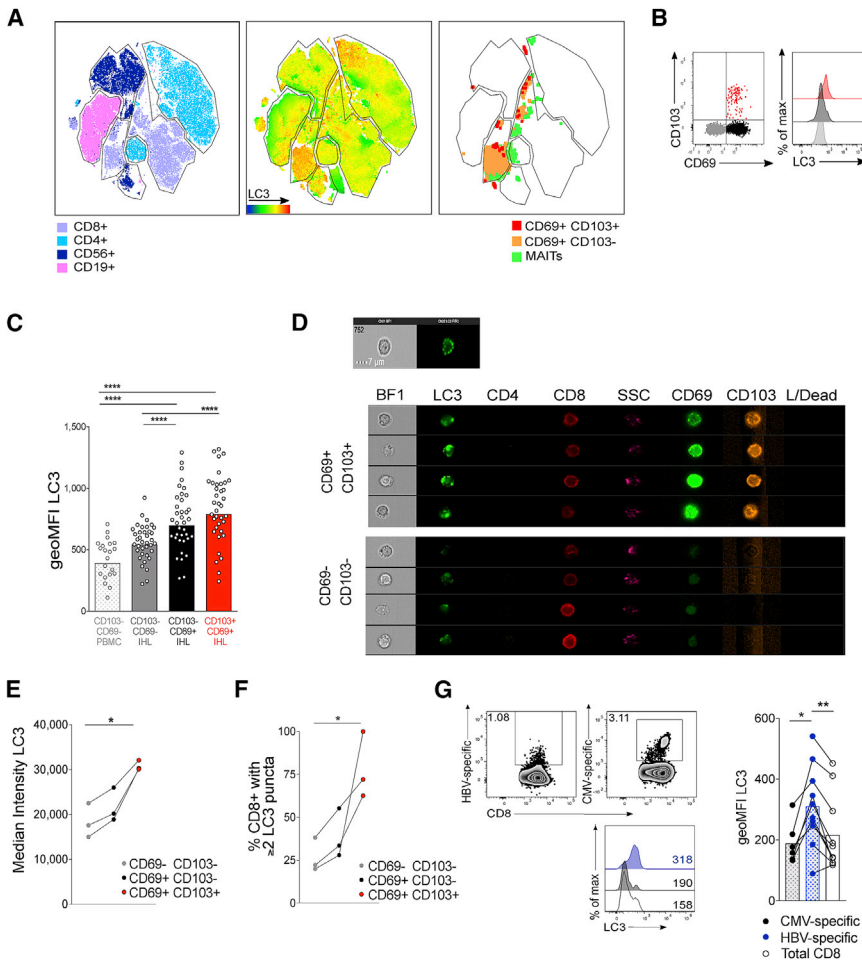 A
LC3
CD8+
CD4+
CD56+
CD19+
CD69+ CD103+
CD69+ CD103-
MAITs
B
CD103
CD69
% of max
LC3
C
****
****
****
****
geoMFI LC3
1,500
1,000
500
0
CD103-
CD69-
PBMC
CD103-
CD69-
IHL
CD103-
CD69+
IHL
CD103+
CD69+
IHL
D
752
7 μm
BF1 LC3 CD4 CD8 SSC CD69 CD103 L/Dead
CD69+
CD103+
CD69-
CD103-
E
Median Intensity LC3
40,000
30,000
20,000
10,000
0
*
CD69- CD103-
CD69+ CD103-
CD69+ CD103+
F
% CD8+ with
≥2 LC3 puncta
100
75
50
25
0
*
CD69- CD103-
CD69+ CD103-
CD69+ CD103+
G
HBV-specific
1.08
CMV-specific
3.11
CD8
% of max
318
190
158
LC3
geoMFI LC3
600
400
200
0
*
**
CMV-specific
HBV-specific
Total CD8